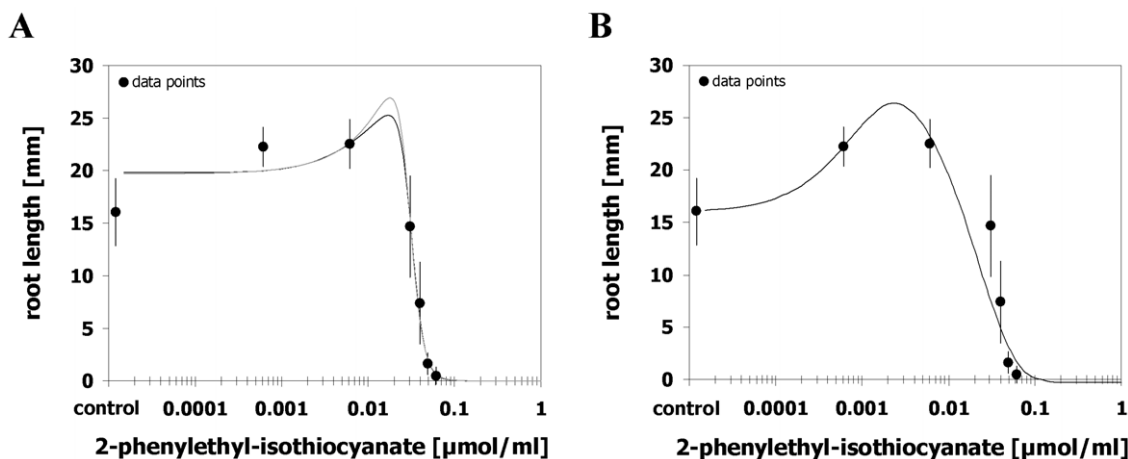 A
30
25
20
15
10
5
0
root length [mm]
data points
control 0.0001 0.001 0.01 0.1 1
2-phenylethyl-isothiocyanate [µmol/ml]
B
30
25
20
15
10
5
0
root length [mm]
data points
control 0.0001 0.001 0.01 0.1 1
2-phenylethyl-isothiocyanate [µmol/ml]